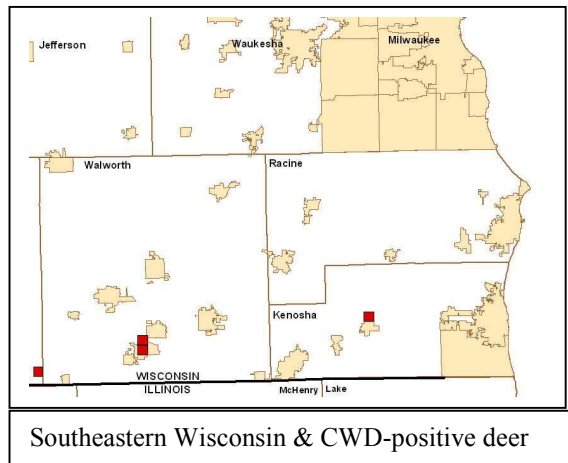 Jefferson
Waukesha
Milwaukee
Walworth
Racine
Kenosha
WISCONSIN
ILLINOIS
McHenry
Lake
Southeastern Wisconsin & CWD-positive deer